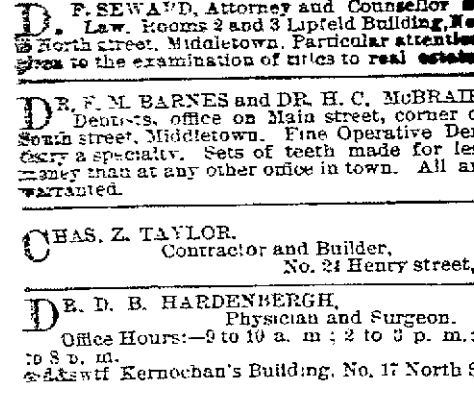 D. F. SEWARD, Attorney and Counsellor
Law. Rooms 2 and 3 Lipfeld Building, No
North street, Middletown. Particular attention
given to the examination of titles to real estate
DR. F. M. BARNES and DR. H. C. McBRAIR
Dentists, office on Main street, corner
South street, Middletown. Fine Operative Den
tistry a specialty. Sets of teeth made for les
money than at any other office in town. All
warranted.
CHAS. Z. TAYLOR,
Contractor and Builder,
No. 24 Henry street,
DR. D. B. HARDENBERGH,
Physician and Surgeon.
Office Hours:—9 to 10 a. m ; 2 to 3 p. m.;
to 8 p. m.
Kernochan's Building, No. 17 North S